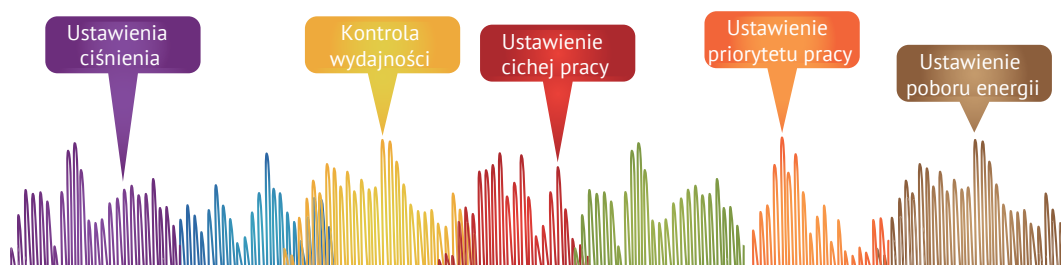 Ustawienia
ciśnienia
Kontrola
wydajności
Ustawienie
cichej pracy
Ustawienie
priorytetu pracy
Ustawienie
poboru energii